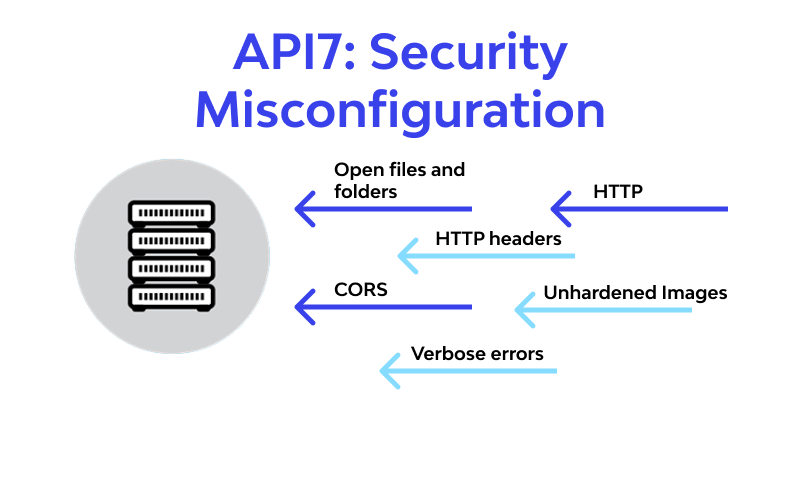 API7: Security
Misconfiguration
Open files and
folders
HTTP
HTTP headers
CORS
Unhardened Images
Verbose errors